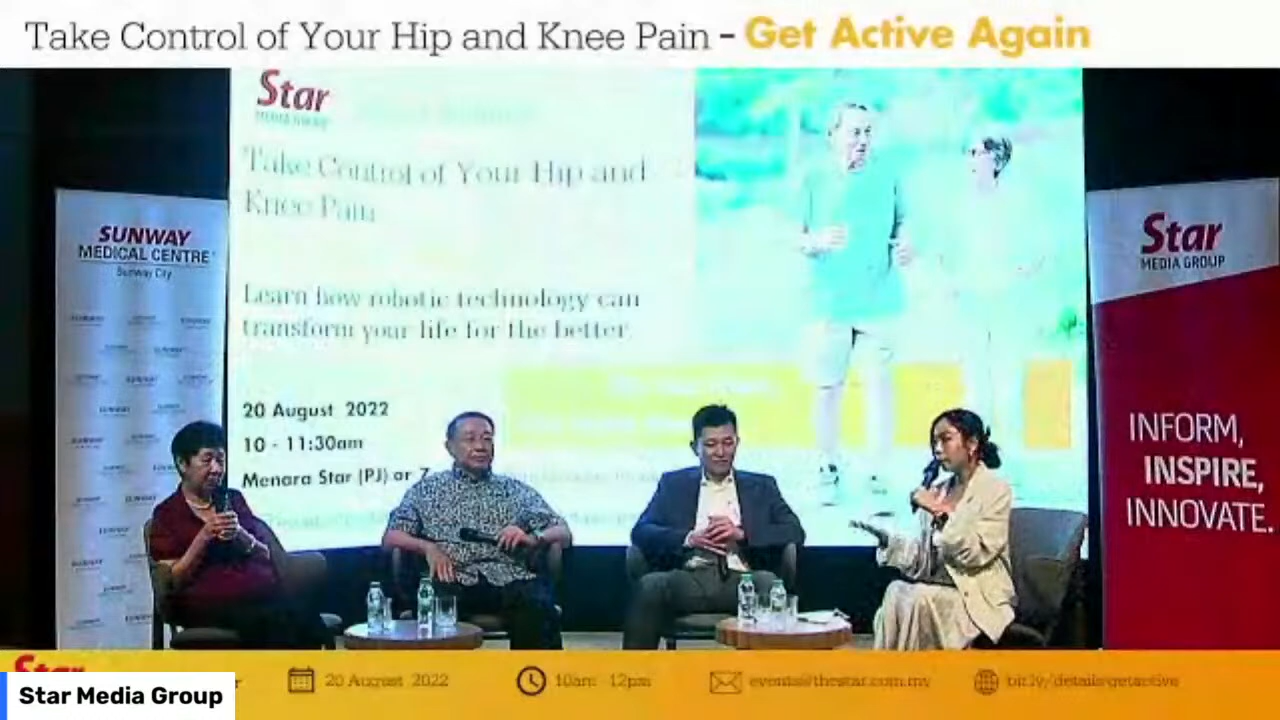 Take Control of Your Hip and Knee Pain - Get Active Again
Star
MEDIA GROUP
Take Control of Your Hip and
Knee Pain
Learn how robotic technology can
transform your life for the better.
20 August 2022
10 - 11:30am
Menara Star (PJ) or
SUNWAY
MEDICAL CENTRE
Sunway City
Star
MEDIA GROUP
INFORM,
INSPIRE,
INNOVATE.
Star
20 August 2022
10am - 12pm
events@thestar.com.my
bit.ly/detailsgetactive
Star Media Group